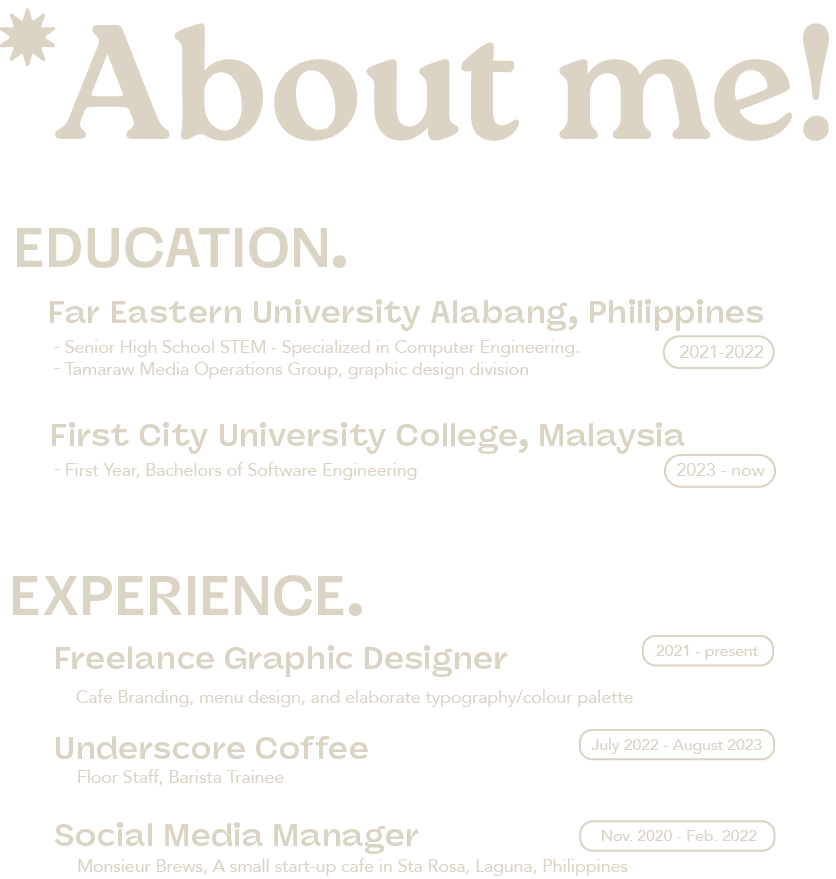 *About me!
EDUCATION.
Far Eastern University Alabang, Philippines
- Senior High School STEM - Specialized in Computer Engineering.
- Tamaraw Media Operations Group, graphic design division
2021-2022
First City University College, Malaysia
- First Year, Bachelors of Software Engineering
2023 - now
EXPERIENCE.
Freelance Graphic Designer
2021 - present
Cafe Branding, menu design, and elaborate typography/colour palette
Underscore Coffee
July 2022 - August 2023
Floor Staff, Barista Trainee
Social Media Manager
Nov. 2020 - Feb. 2022
Monsieur Brews, A small start-up cafe in Sta Rosa, Laguna, Philippines